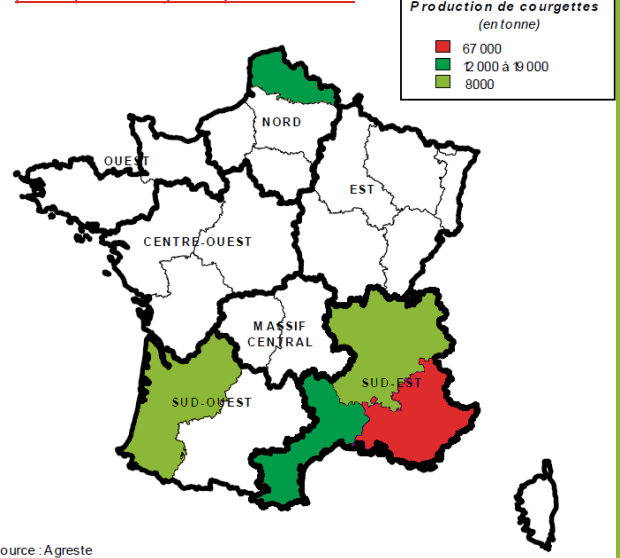 Production de courgettes
(en tonne)
67 000
12 000 à 19 000
8000
NORD
OUEST
EST
CENTRE-OUEST
MASSIF
CENTRAL
SUD-EST
SUD-OUEST
ource : Agreste